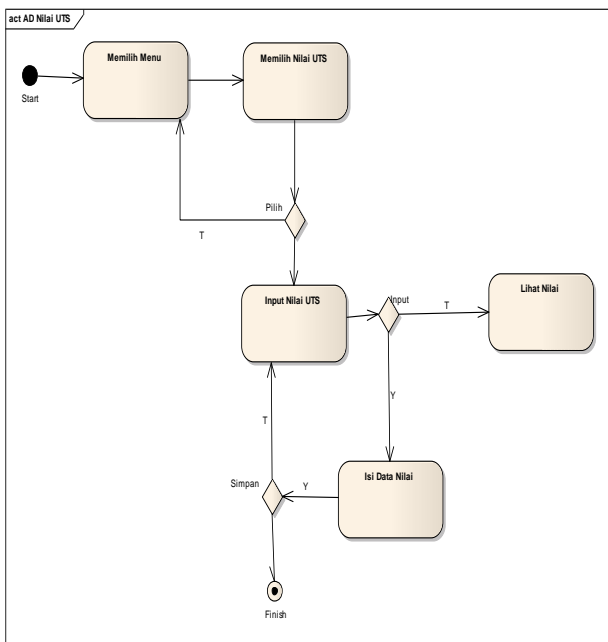 act AD Nilai UTS
Memilih Menu
Memilih Nilai UTS
Start
Pilih
T
Input Nilai UTS
Input
T
Lihat Nilai
Y
T
Isi Data Nilai
Simpan
Y
Finish